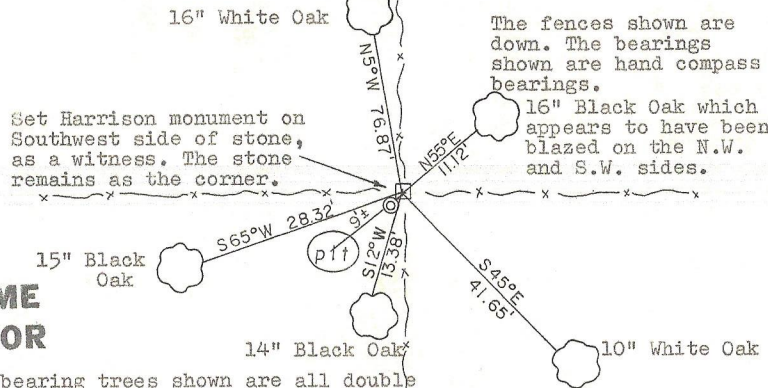 16" White Oak
The fences shown are
down. The bearings
shown are hand compass
bearings.
N5°W 76.87'
16" Black Oak which
appears to have been
blazed on the N.W.
and S.W. sides.
Set Harrison monument on
Southwest side of stone,
as a witness. The stone
remains as the corner.
N55°E
11.12'
S65°W 28.32'
9'±
pit
S12°W
13.38'
S45°E
41.65'
15" Black
Oak
ME
OR
14" Black Oak
10" White Oak
bearing trees shown are all double